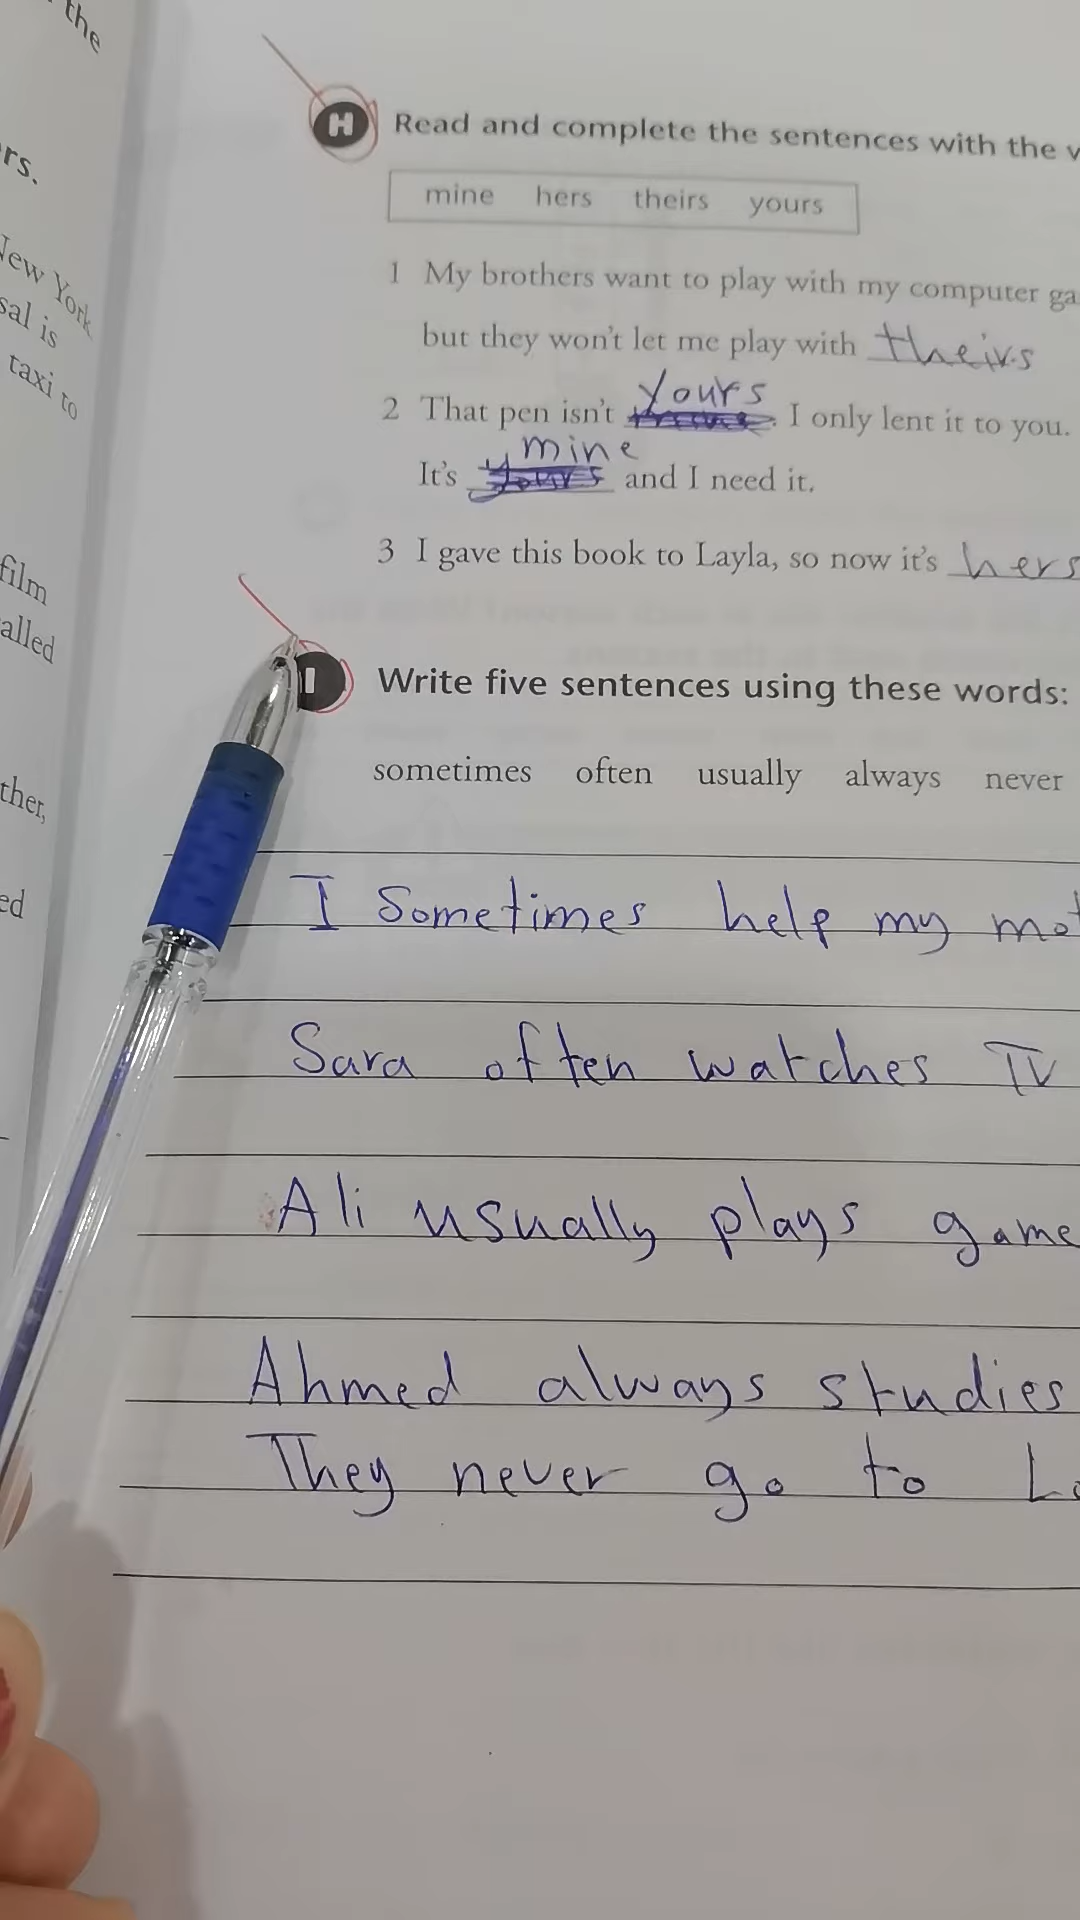 the
rs.
New York
sal is
taxi to
film
alled
ther,
ed
H Read and complete the sentences with the
mine hers theirs yours
1 My brothers want to play with my computer
but they won't let me play with theirs
2 That pen isn't yours. I only lent it to you.
It's mine and I need it.
3 I gave this book to Layla, so now it's hers
I Write five sentences using these words:
sometimes often usually always never
I Sometimes help my
Sara often watches TV
Ali usually plays game
Ahmed always studies
They never go to